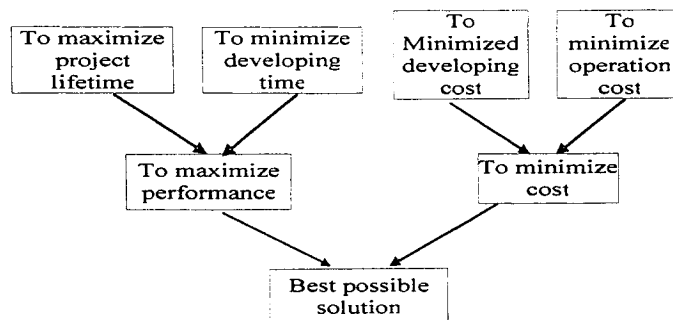 To maximize
project
lifetime
To minimize
developing
time
To
Minimized
developing
cost
To
minimize
operation
cost
To maximize
performance
To minimize
cost
Best possible
solution